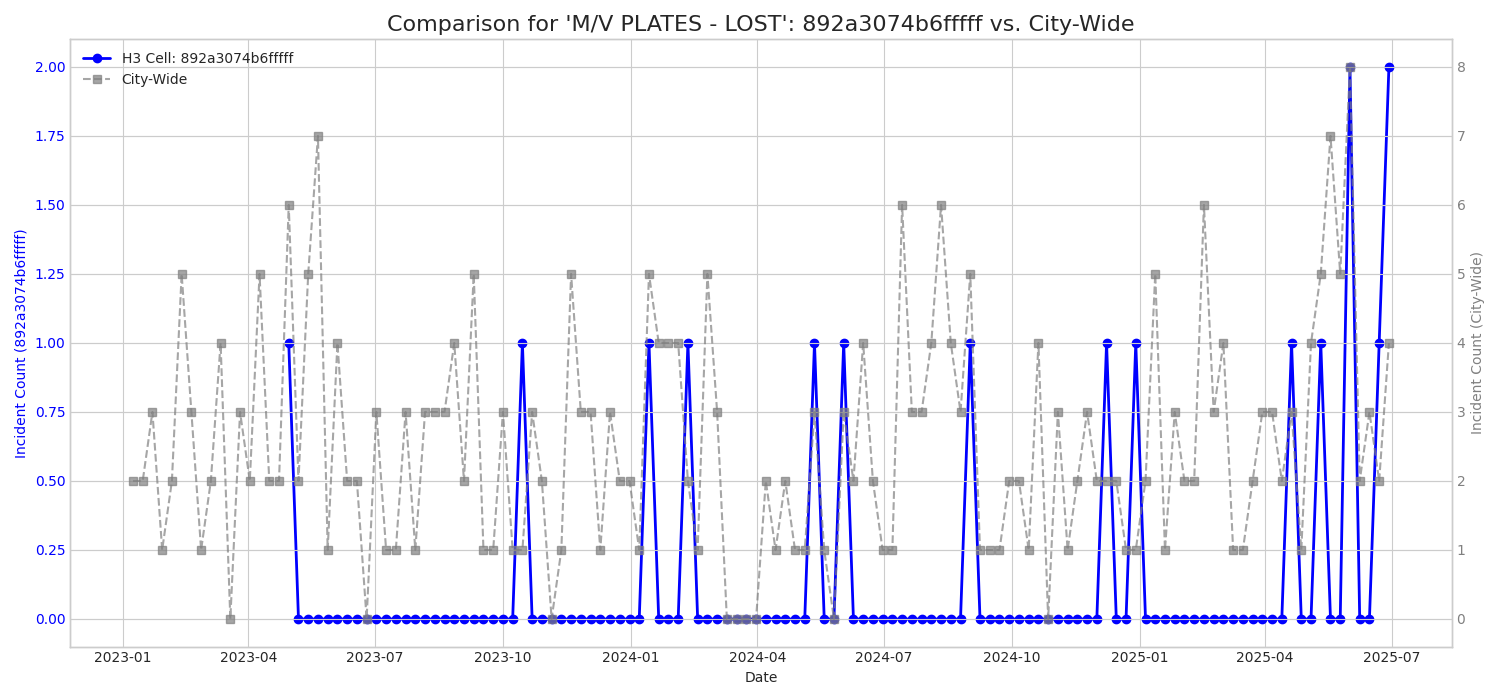 Comparison for 'M/V PLATES - LOST': 892a3074b6fffff vs. City-Wide
H3 Cell: 892a3074b6fffff
City-Wide
Incident Count (892a3074b6fffff)
2.00
1.75
1.50
1.25
1.00
0.75
0.50
0.25
0.00
8
7
6
5
4
3
2
1
0
Incident Count (City-Wide)
2023-01 2023-04 2023-07 2023-10 2024-01 2024-04 2024-07 2024-10 2025-01 2025-04 2025-07
Date